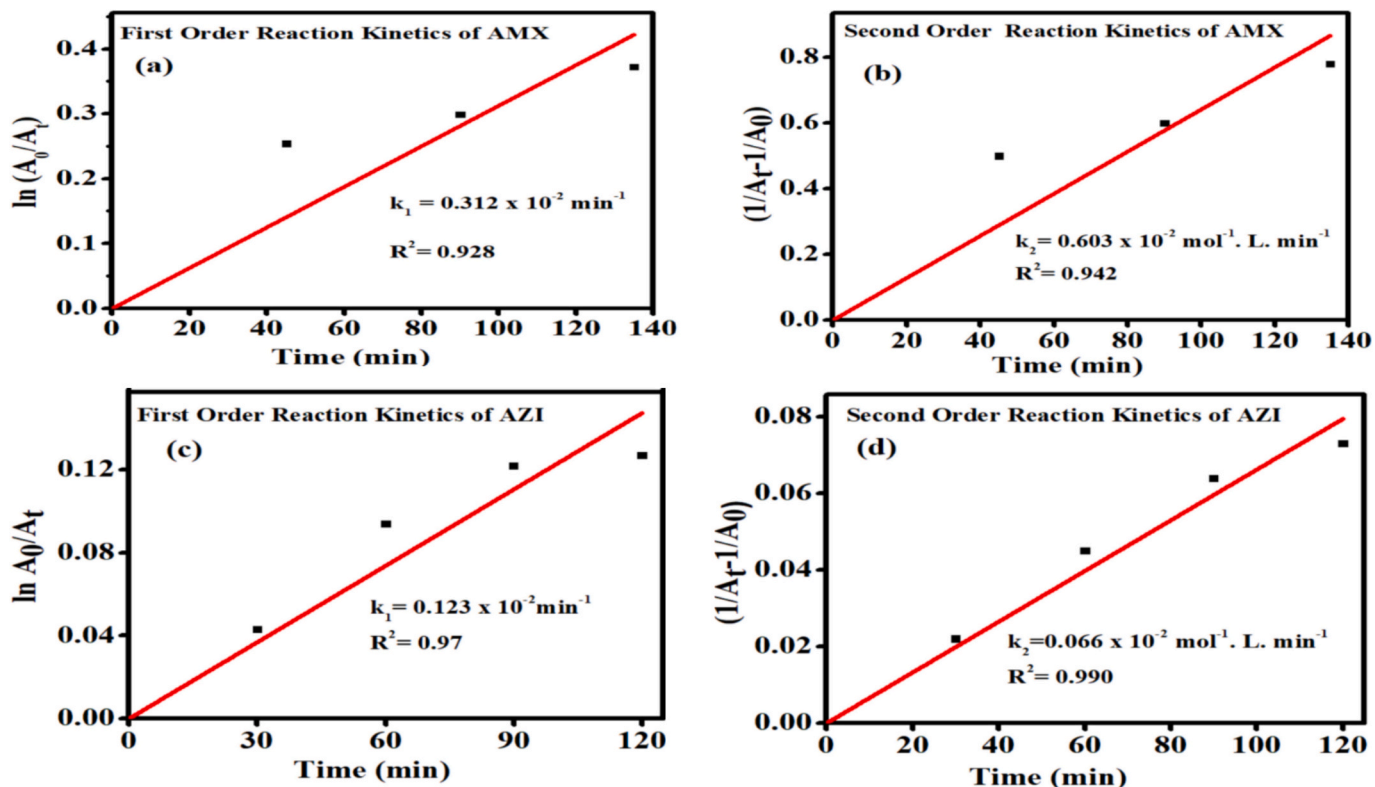 First Order Reaction Kinetics of AMX
(a)
ln (A₀/Aₜ)
0.4
0.3
0.2
0.1
0.0
k₁ = 0.312 x 10⁻² min⁻¹
R²= 0.928
0 20 40 60 80 100 120 140
Time (min)
Second Order Reaction Kinetics of AMX
(b)
(1/At-1/A0)
0.8
0.6
0.4
0.2
0.0
k₂= 0.603 x 10⁻² mol⁻¹. L. min⁻¹
R²= 0.942
0 20 40 60 80 100 120 140
Time (min)
First Order Reaction Kinetics of AZI
(c)
ln A0/At
0.12
0.08
0.04
0.00
k₁= 0.123 x 10⁻²min⁻¹
R²= 0.97
0 30 60 90 120
Time (min)
Second Order Reaction Kinetics of AZI
(d)
(1/At-1/A0)
0.08
0.06
0.04
0.02
0.00
k₂=0.066 x 10⁻² mol⁻¹. L. min⁻¹
R²= 0.990
0 20 40 60 80 100 120
Time (min)